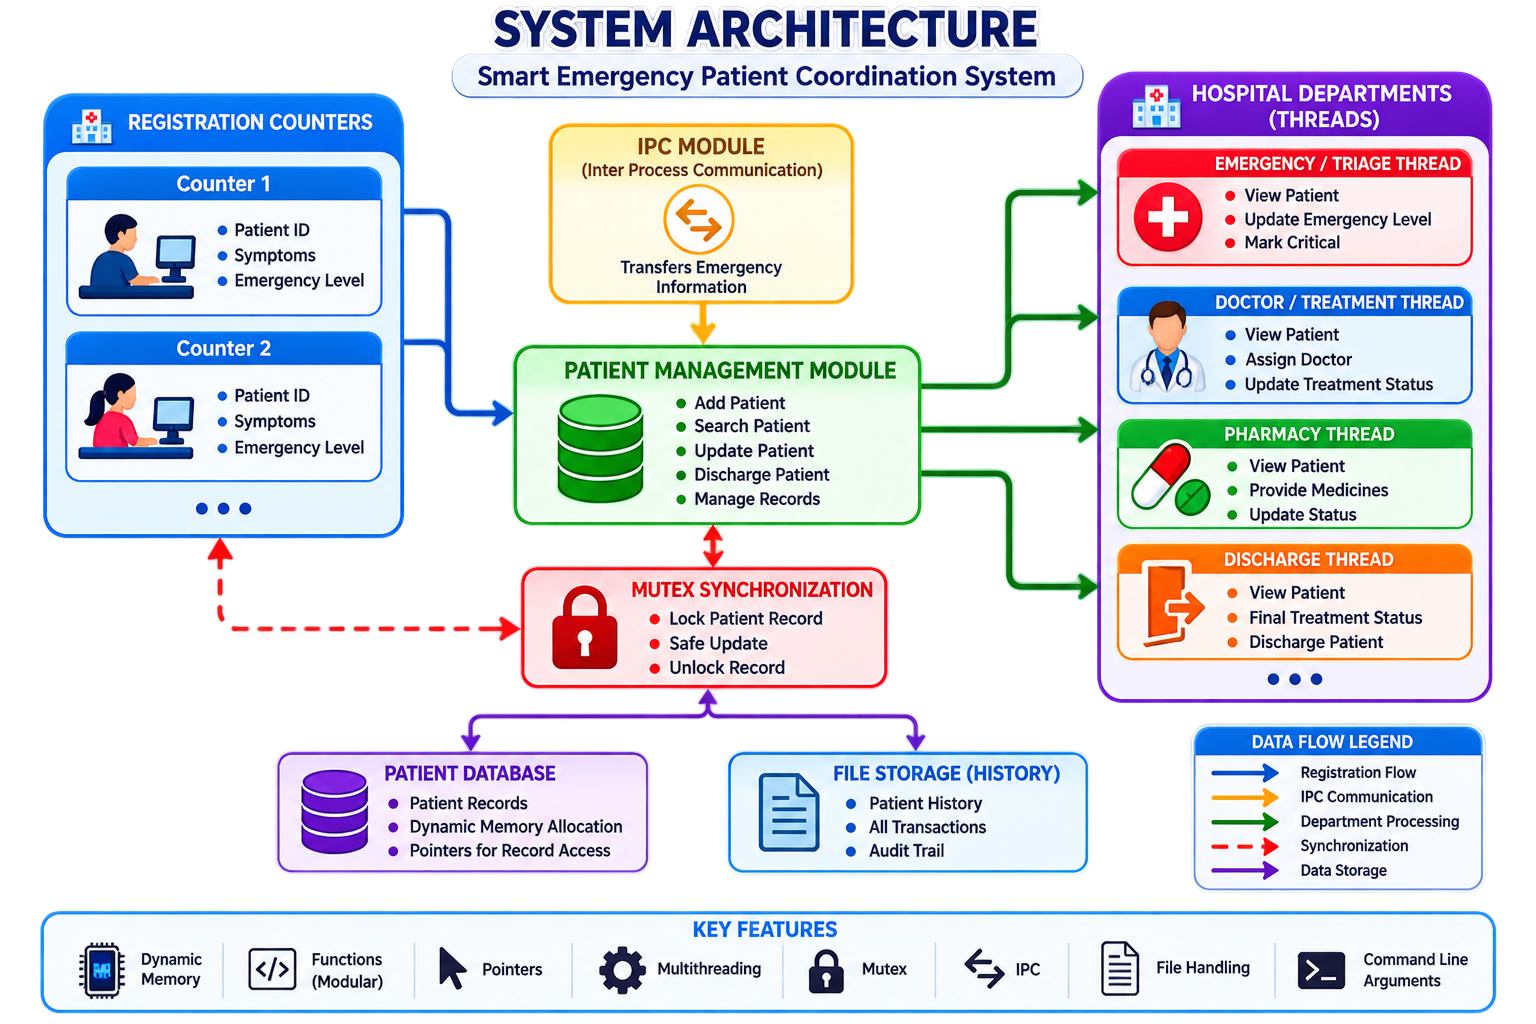 SYSTEM ARCHITECTURE
Smart Emergency Patient Coordination System
REGISTRATION COUNTERS
Counter 1
Patient ID
Symptoms
Emergency Level
Counter 2
Patient ID
Symptoms
Emergency Level
IPC MODULE
(Inter Process Communication)
Transfers Emergency
Information
PATIENT MANAGEMENT MODULE
Add Patient
Search Patient
Update Patient
Discharge Patient
Manage Records
MUTEX SYNCHRONIZATION
Lock Patient Record
Safe Update
Unlock Record
PATIENT DATABASE
Patient Records
Dynamic Memory Allocation
Pointers for Record Access
FILE STORAGE (HISTORY)
Patient History
All Transactions
Audit Trail
HOSPITAL DEPARTMENTS
(THREADS)
EMERGENCY / TRIAGE THREAD
View Patient
Update Emergency Level
Mark Critical
DOCTOR / TREATMENT THREAD
View Patient
Assign Doctor
Update Treatment Status
PHARMACY THREAD
View Patient
Provide Medicines
Update Status
DISCHARGE THREAD
View Patient
Final Treatment Status
Discharge Patient
DATA FLOW LEGEND
Registration Flow
IPC Communication
Department Processing
Synchronization
Data Storage
KEY FEATURES
Dynamic
Memory
Functions
(Modular)
Pointers
Multithreading
Mutex
IPC
File Handling
Command Line
Arguments